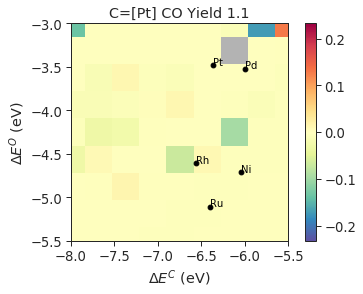 C=[Pt] CO Yield 1.1
−3.0
−3.5
−4.0
−4.5
−5.0
−5.5
ΔE^O (eV)
Pt
Pd
Rh
Ni
Ru
−8.0 −7.5 −7.0 −6.5 −6.0 −5.5
ΔE^C (eV)
0.2
0.1
0.0
−0.1
−0.2